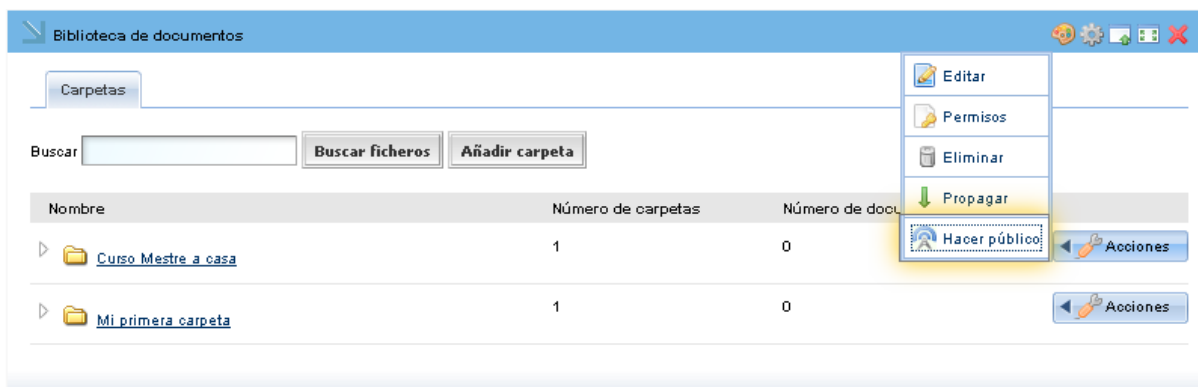 Biblioteca de documentos
Carpetas
Editar
Permisos
Eliminar
Propagar
Hacer público
Buscar
Buscar ficheros
Añadir carpeta
Nombre
Número de carpetas
Número de docu
Curso Mestre a casa
1
0
Acciones
Mi primera carpeta
1
0
Acciones